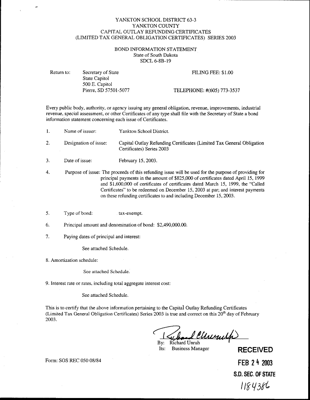 YANKTON SCHOOL DISTRICT 63-3
YANKTON COUNTY
CAPITAL OUTLAY REFUNDING CERTIFICATES
(LIMITED TAX GENERAL OBLIGATION CERTIFICATES) SERIES 2003
BOND INFORMATION STATEMENT
State of South Dakota
SDCL 6-8B-19
Return to: Secretary of State FILING FEE: $1.00
State Capitol
500 E. Capitol
Pierre, SD 57501-5077 TELEPHONE #(605) 773-3537
Every public body, authority, or agency issuing any general obligation, revenue, improvements, industrial
revenue, special assessment, or other Certificates of any type shall file with the Secretary of State a bond
information statement concerning each issue of Certificates.
1. Name of issuer: Yankton School District.
2. Designation of issue: Capital Outlay Refunding Certificates (Limited Tax General Obligation
Certificates) Series 2003
3. Date of issue: February 15, 2003.
4. Purpose of issue: The proceeds of this refunding issue will be used for the purpose of providing for
principal payments in the amount of $825,000 of certificates dated April 15, 1999
and $1,600,000 of certificates of certificates dated March 15, 1999, the "Called
Certificates" to be redeemed on December 15, 2003 at par; and interest payments
on these refunding certificates to and including December 15, 2003.
5. Type of bond: tax-exempt.
6. Principal amount and denomination of bond: $2,490,000.00.
7. Paying dates of principal and interest:
See attached Schedule.
8. Amortization schedule:
See attached Schedule.
9. Interest rate or rates, including total aggregate interest cost:
See attached Schedule.
This is to certify that the above information pertaining to the Capital Outlay Refunding Certificates
(Limited Tax General Obligation Certificates) Series 2003 is true and correct on this 20th day of February
2003.
By: Richard Unruh
Its: Business Manager
RECEIVED
Form: SOS REC 050 08/84
FEB 24 2003
S.D. SEC. OF STATE
1184386